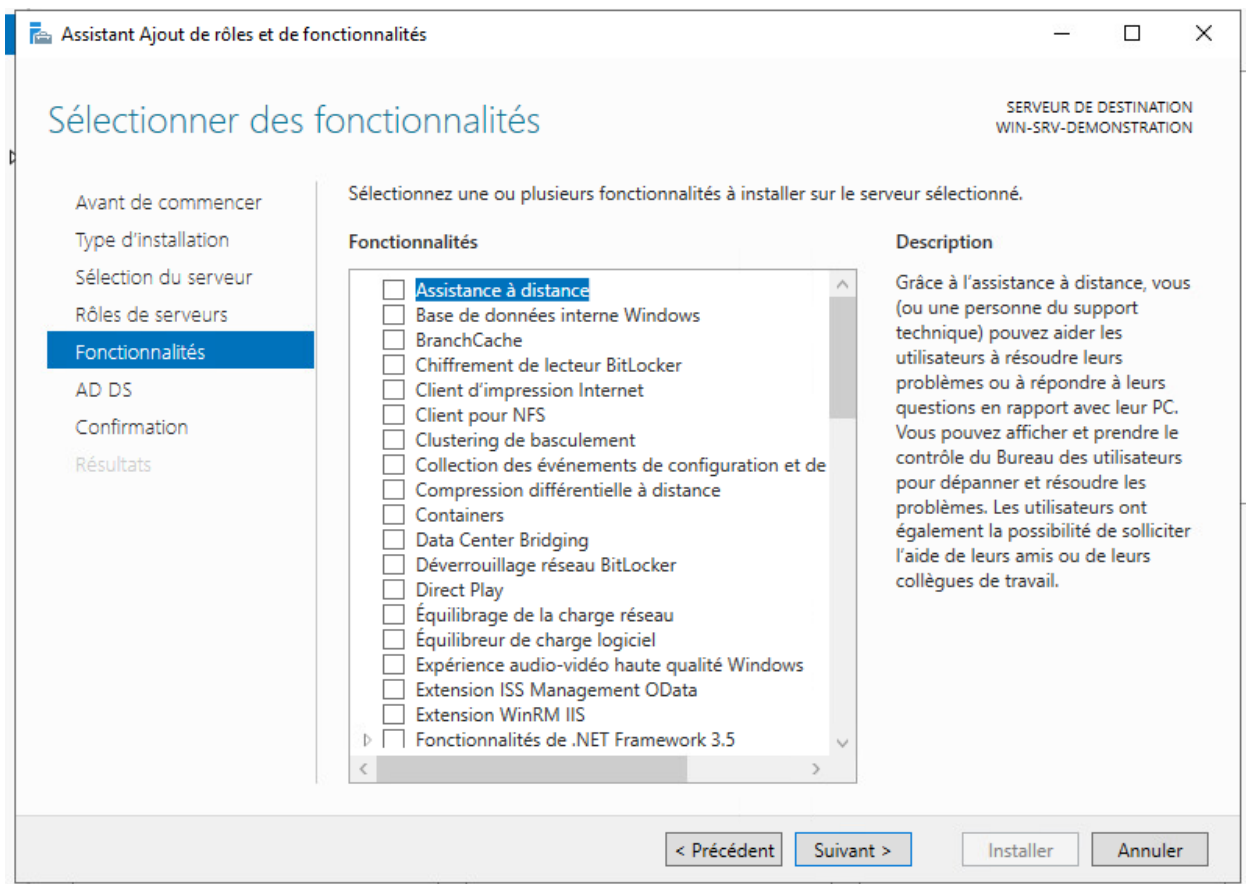 Assistant Ajout de rôles et de fonctionnalités
Sélectionner des fonctionnalités
SERVEUR DE DESTINATION
WIN-SRV-DEMONSTRATION
Avant de commencer
Type d'installation
Sélection du serveur
Rôles de serveurs
Fonctionnalités
AD DS
Confirmation
Résultats
Sélectionnez une ou plusieurs fonctionnalités à installer sur le serveur sélectionné.
Fonctionnalités
Assistance à distance
Base de données interne Windows
BranchCache
Chiffrement de lecteur BitLocker
Client d'impression Internet
Client pour NFS
Clustering de basculement
Collection des événements de configuration et de
Compression différentielle à distance
Containers
Data Center Bridging
Déverrouillage réseau BitLocker
Direct Play
Équilibrage de la charge réseau
Équilibreur de charge logiciel
Expérience audio-vidéo haute qualité Windows
Extension ISS Management OData
Extension WinRM IIS
Fonctionnalités de .NET Framework 3.5
Description
Grâce à l'assistance à distance, vous
(ou une personne du support
technique) pouvez aider les
utilisateurs à résoudre leurs
problèmes ou à répondre à leurs
questions en rapport avec leur PC.
Vous pouvez afficher et prendre le
contrôle du Bureau des utilisateurs
pour dépanner et résoudre les
problèmes. Les utilisateurs ont
également la possibilité de solliciter
l'aide de leurs amis ou de leurs
collègues de travail.
< Précédent
Suivant >
Installer
Annuler